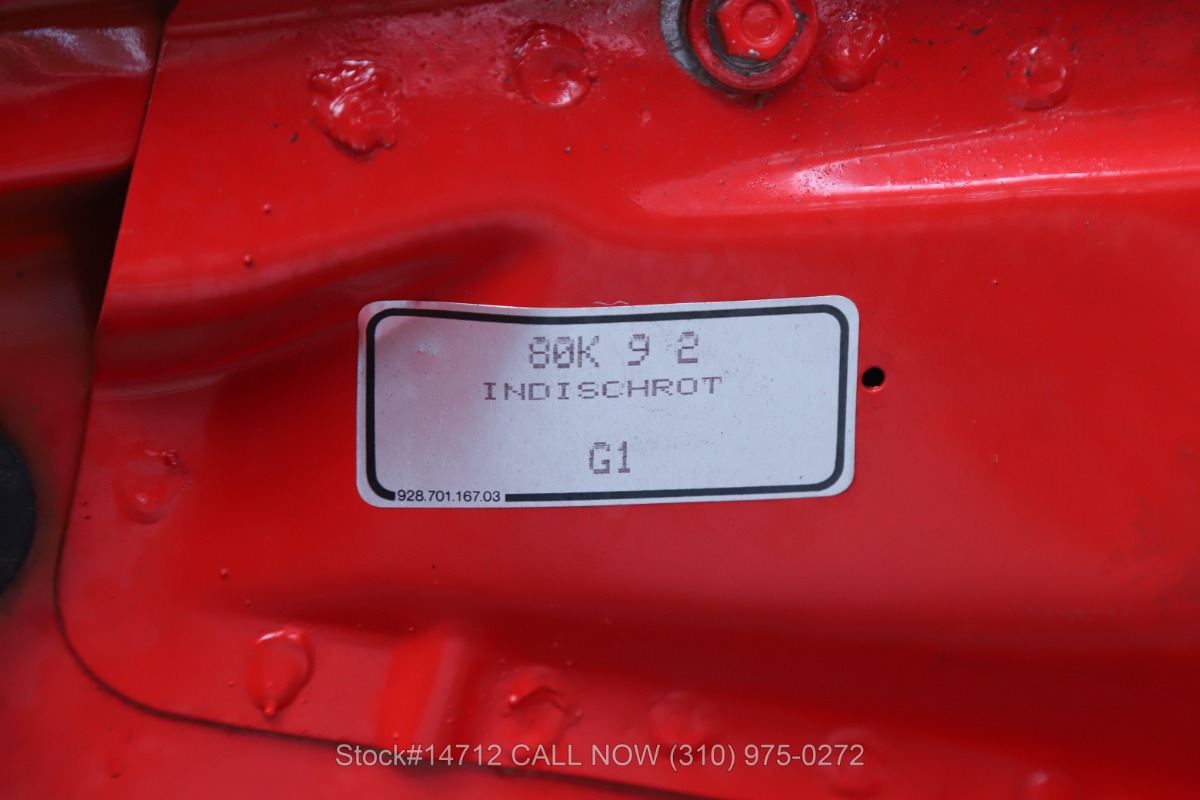 80K 9 2
INDISCHROT
G1
928.701.167.03
Stock#14712 CALL NOW (310) 975-0272